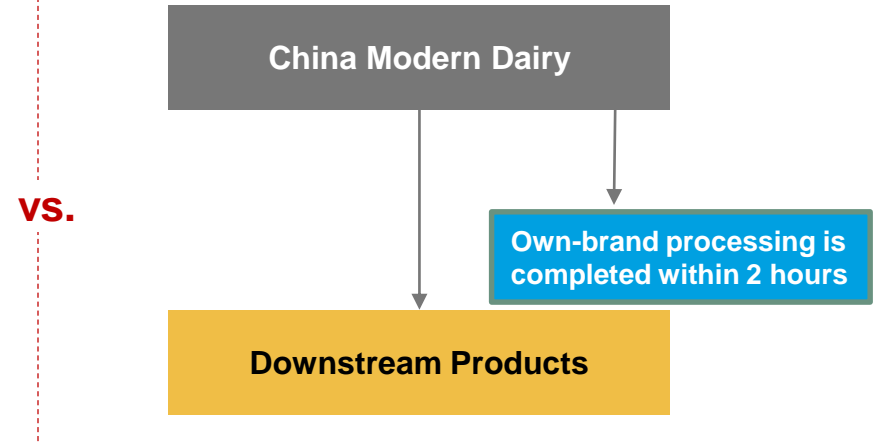 China Modern Dairy
vs.
Own-brand processing is
completed within 2 hours
Downstream Products